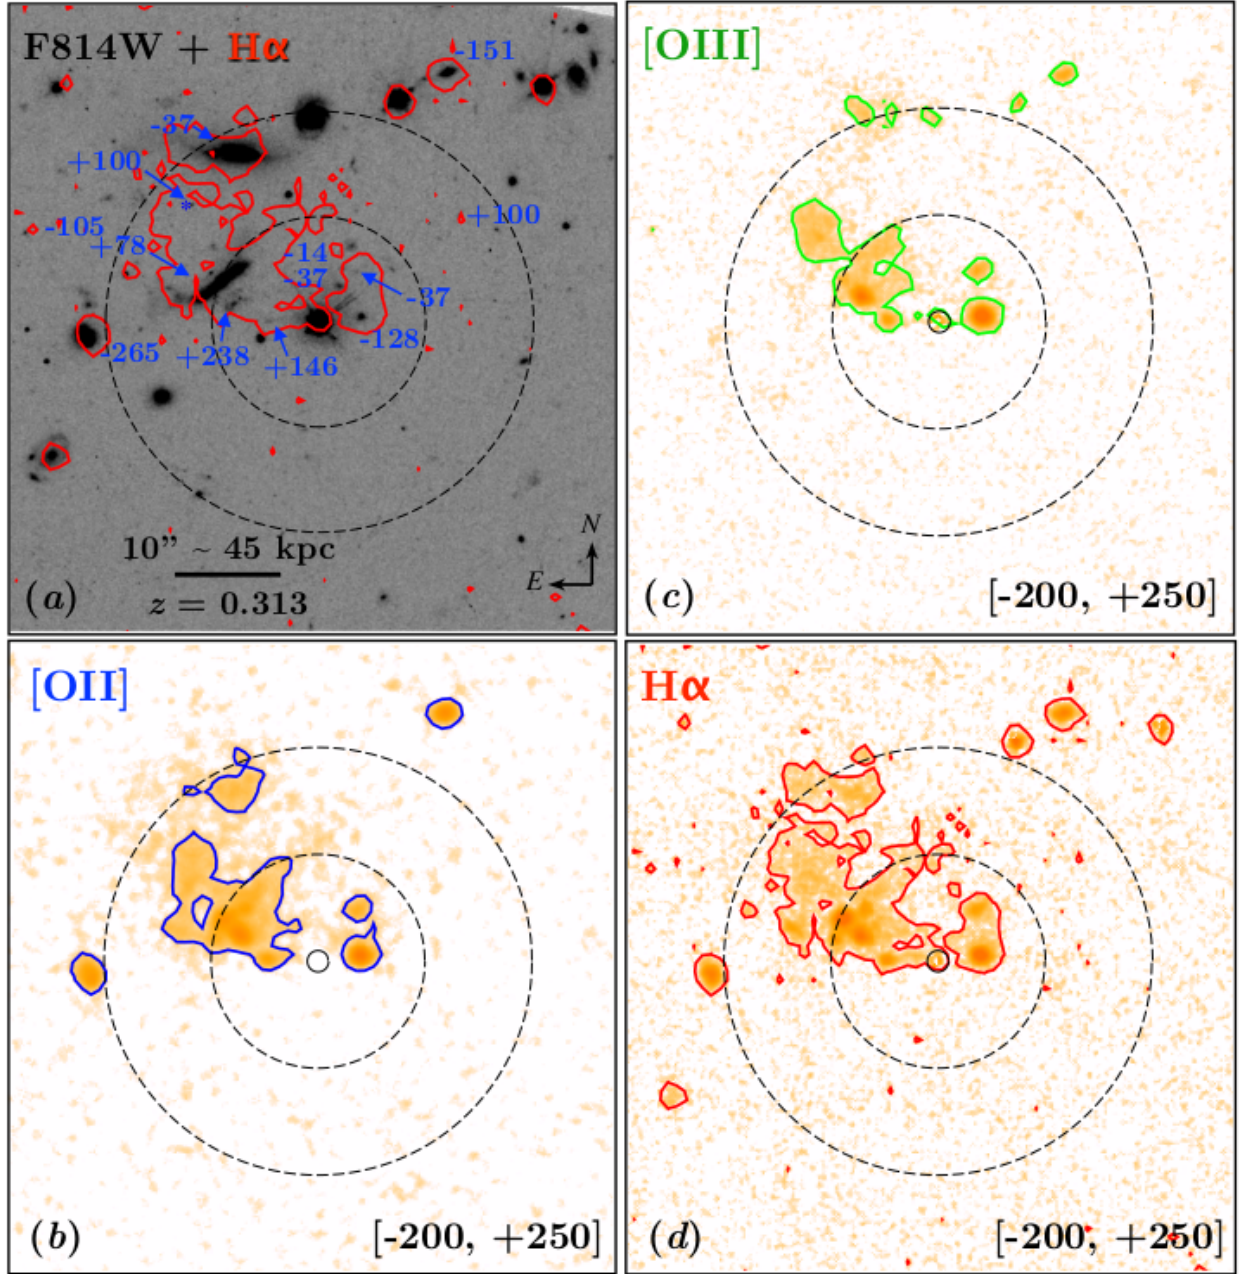 F814W + Hα
-151
-37
+100
+100
-105
+78
-14
-37
-37
-265
+238
-128
+146
10” ~ 45 kpc
z = 0.313
N
E
(a)
[OIII]
(c)
[-200, +250]
[OII]
(b)
[-200, +250]
Hα
(d)
[-200, +250]